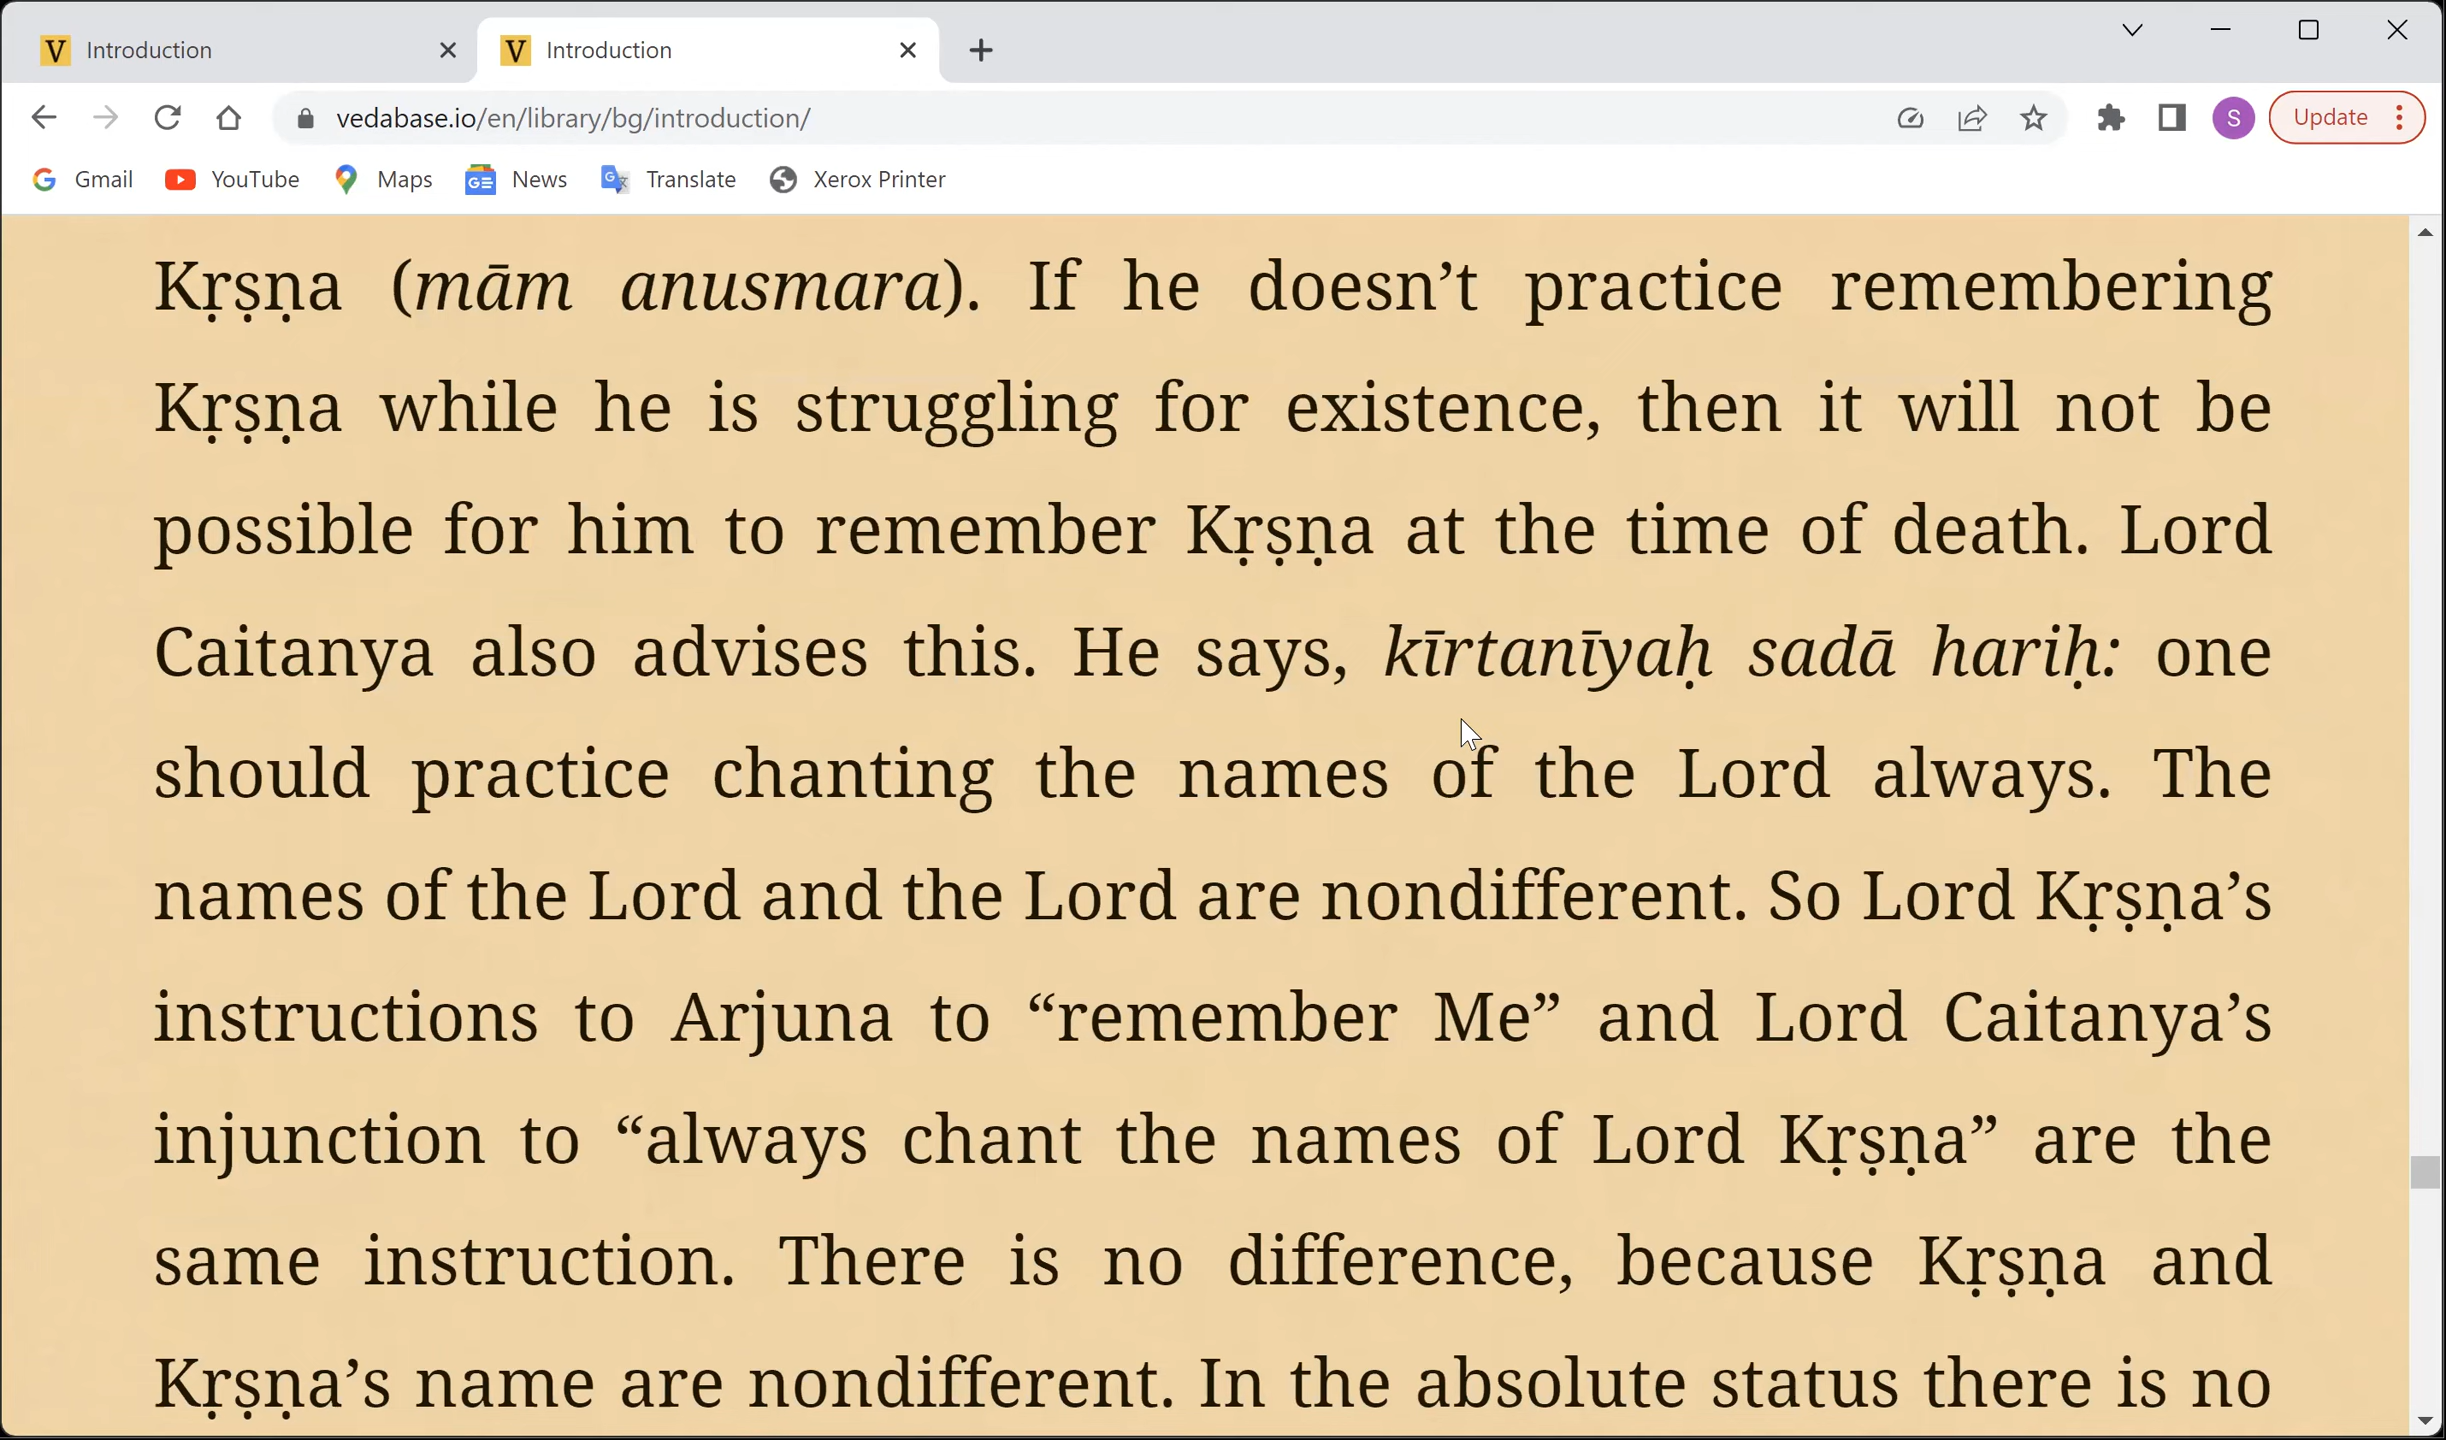 Introduction
Introduction
vedabase.io/en/library/bg/introduction/
S
Update
Gmail
YouTube
Maps
News
Translate
Xerox Printer
Kṛṣṇa (mām anusmara). If he doesn’t practice remembering
Kṛṣṇa while he is struggling for existence, then it will not be
possible for him to remember Kṛṣṇa at the time of death. Lord
Caitanya also advises this. He says, kīrtanīyaḥ sadā hariḥ: one
should practice chanting the names of the Lord always. The
names of the Lord and the Lord are nondifferent. So Lord Kṛṣṇa’s
instructions to Arjuna to “remember Me” and Lord Caitanya’s
injunction to “always chant the names of Lord Kṛṣṇa” are the
same instruction. There is no difference, because Kṛṣṇa and
Kṛṣṇa’s name are nondifferent. In the absolute status there is no